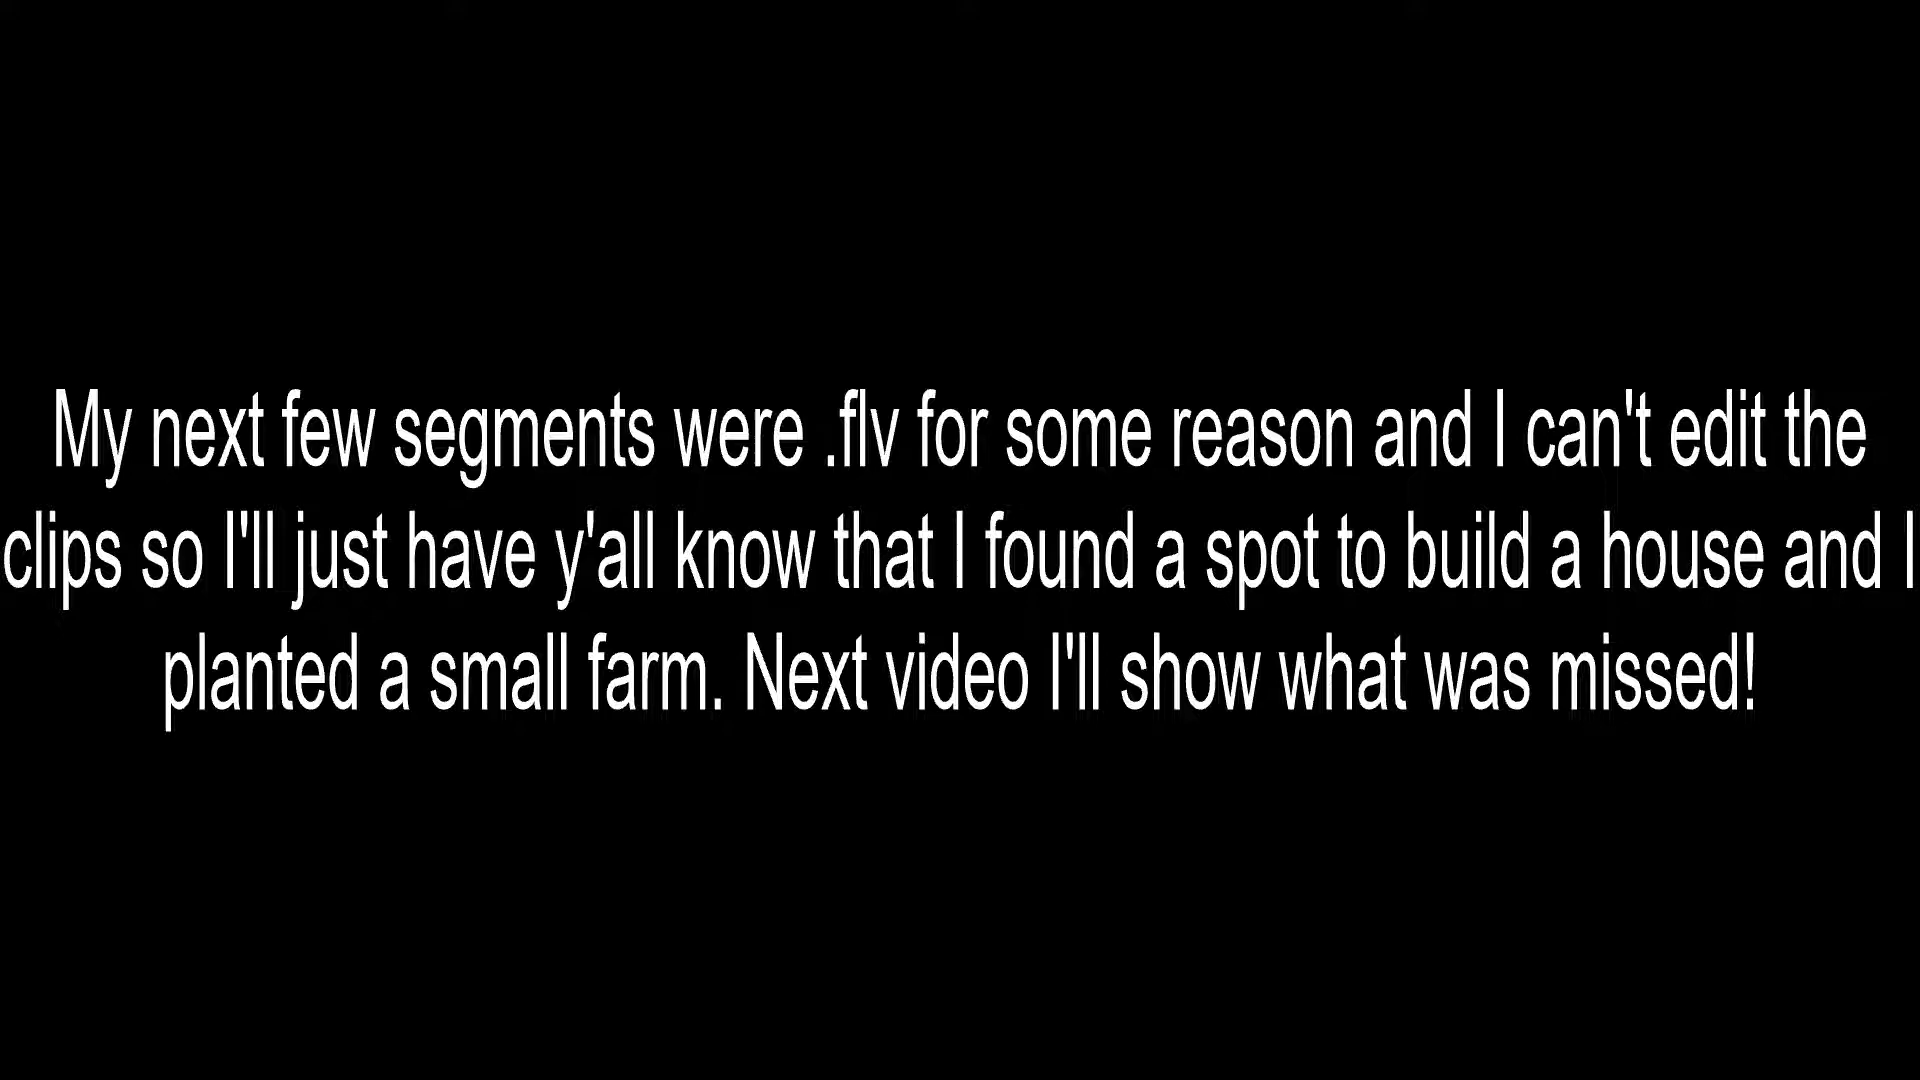 My next few segments were .flv for some reason and I can't edit the
clips so I'll just have y'all know that I found a spot to build a house and I
planted a small farm. Next video I'll show what was missed!